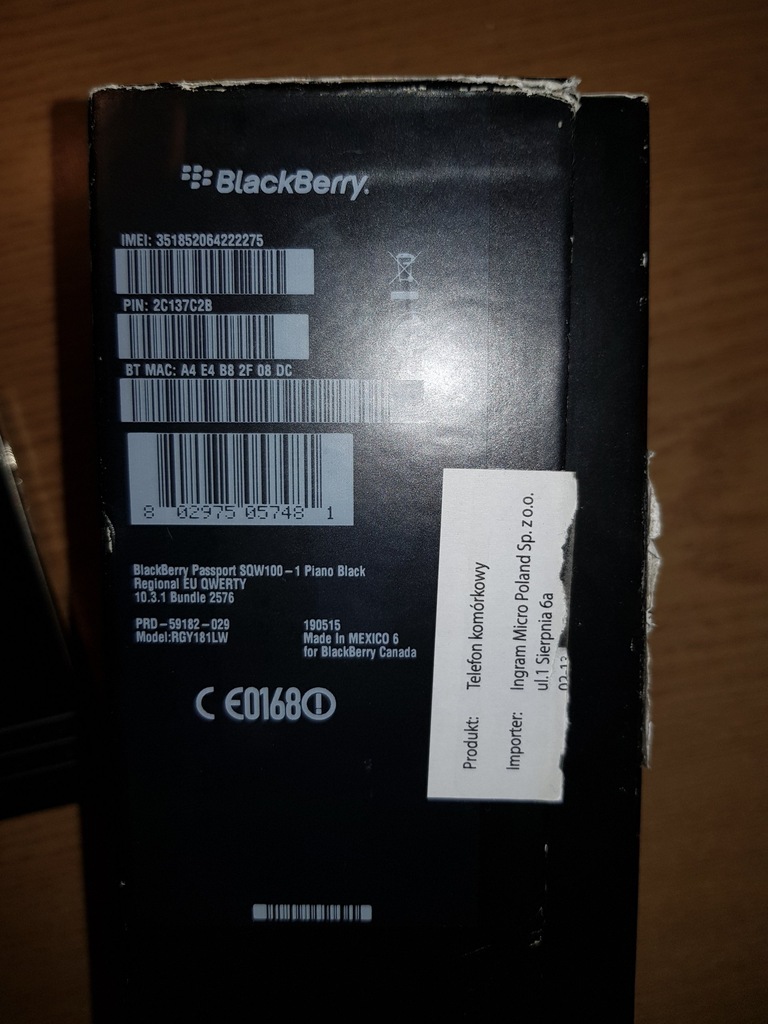 BlackBerry.
IMEI: 351852064222275
PIN: 2C137C2B
BT MAC: A4 E4 B8 2F 08 DC
8 02975 05748 1
BlackBerry Passport SQW100-1 Piano Black
Regional EU QWERTY
10.3.1 Bundle 2576
PRD-59182-029
Model:RGY181LW
190515
Made In MEXICO 6
for BlackBerry Canada
CE0168!
Produkt: Telefon komórkowy
Importer: Ingram Micro Poland Sp. z o.o.
ul.1 Sierpnia 6a